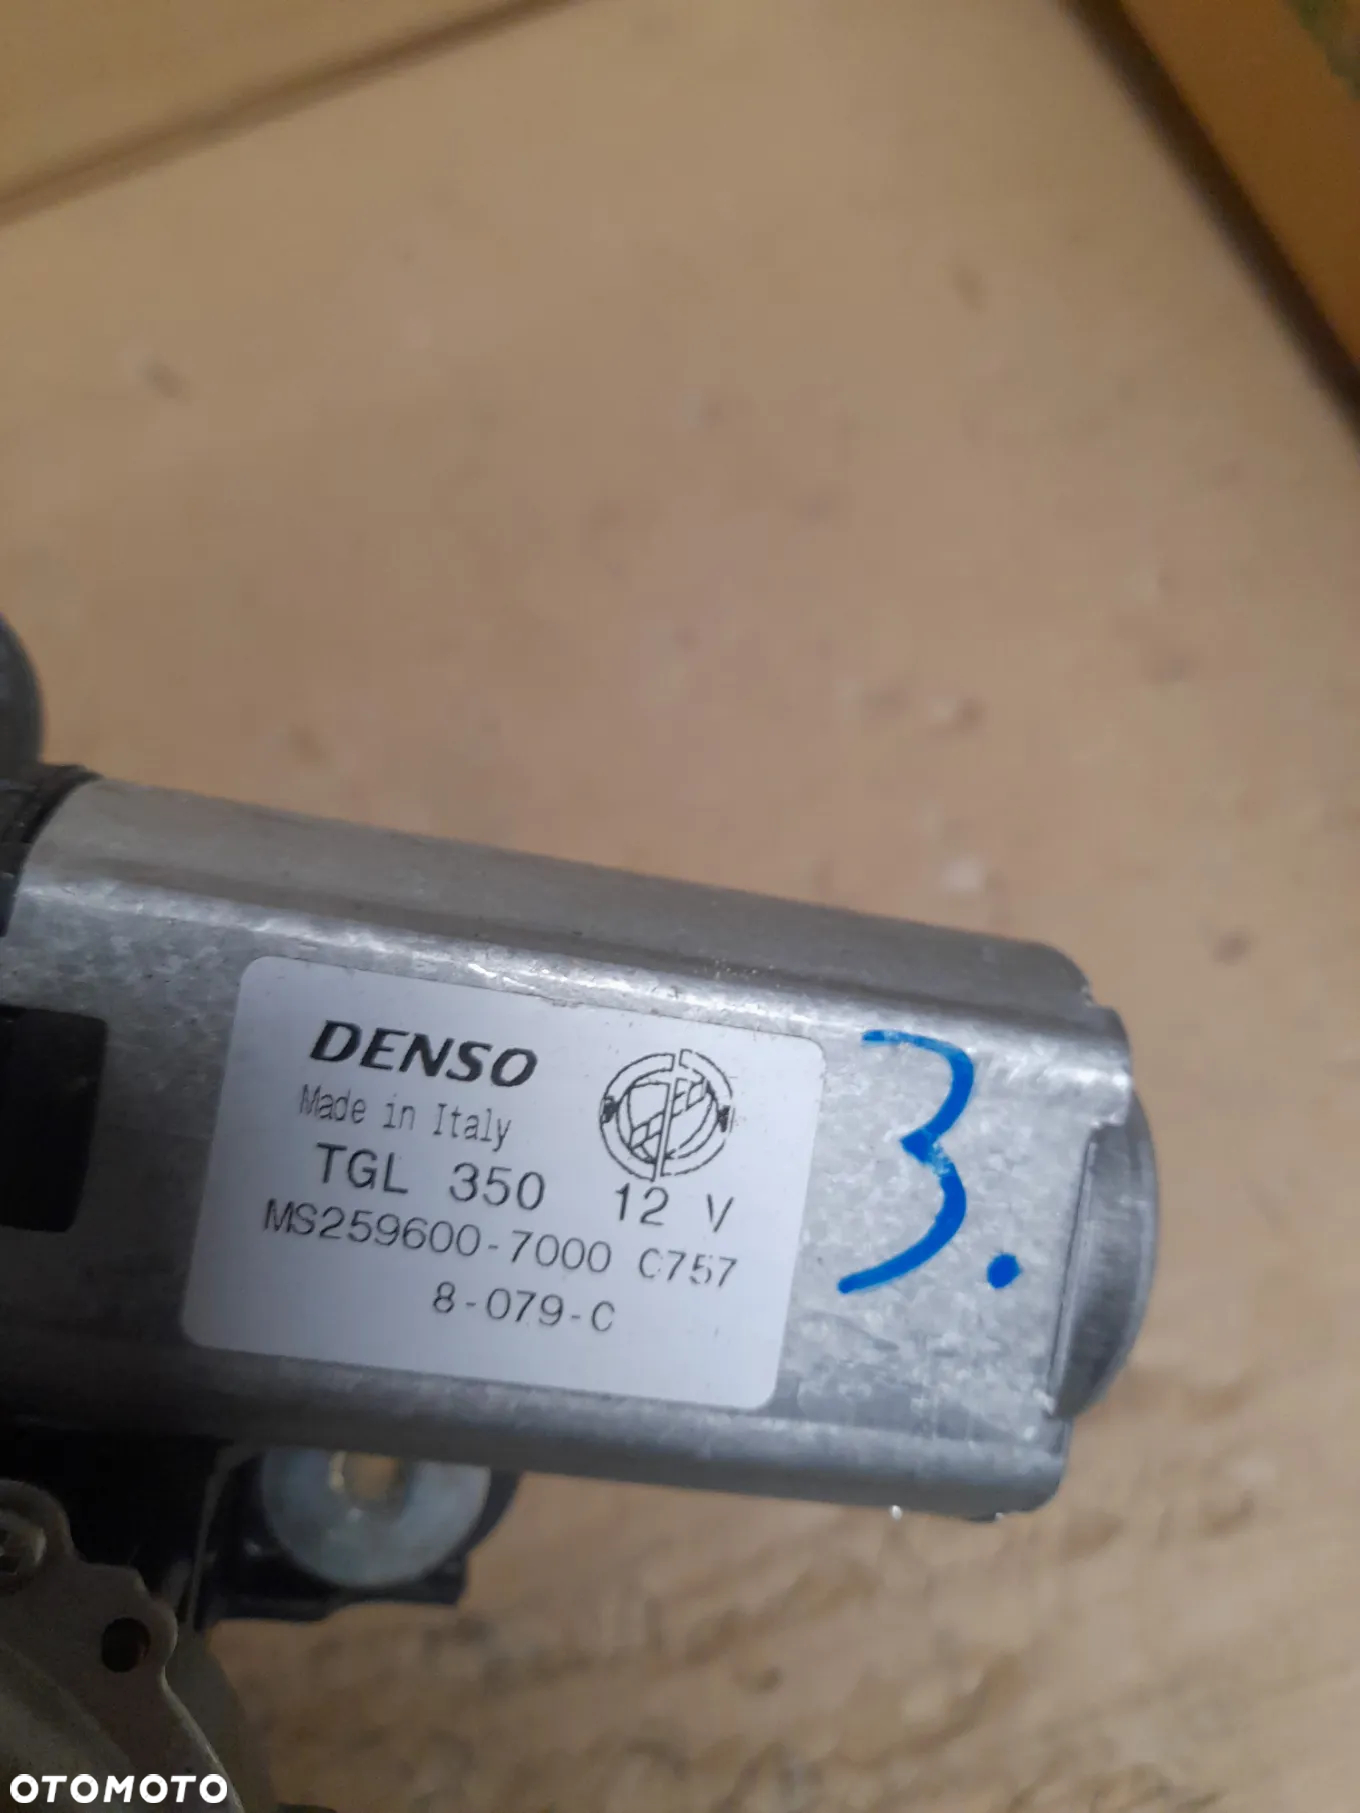 DENSO
Made in Italy
TGL 350 12 V
MS259600-7000 C757
8-079-C
3.
OTOMOTO